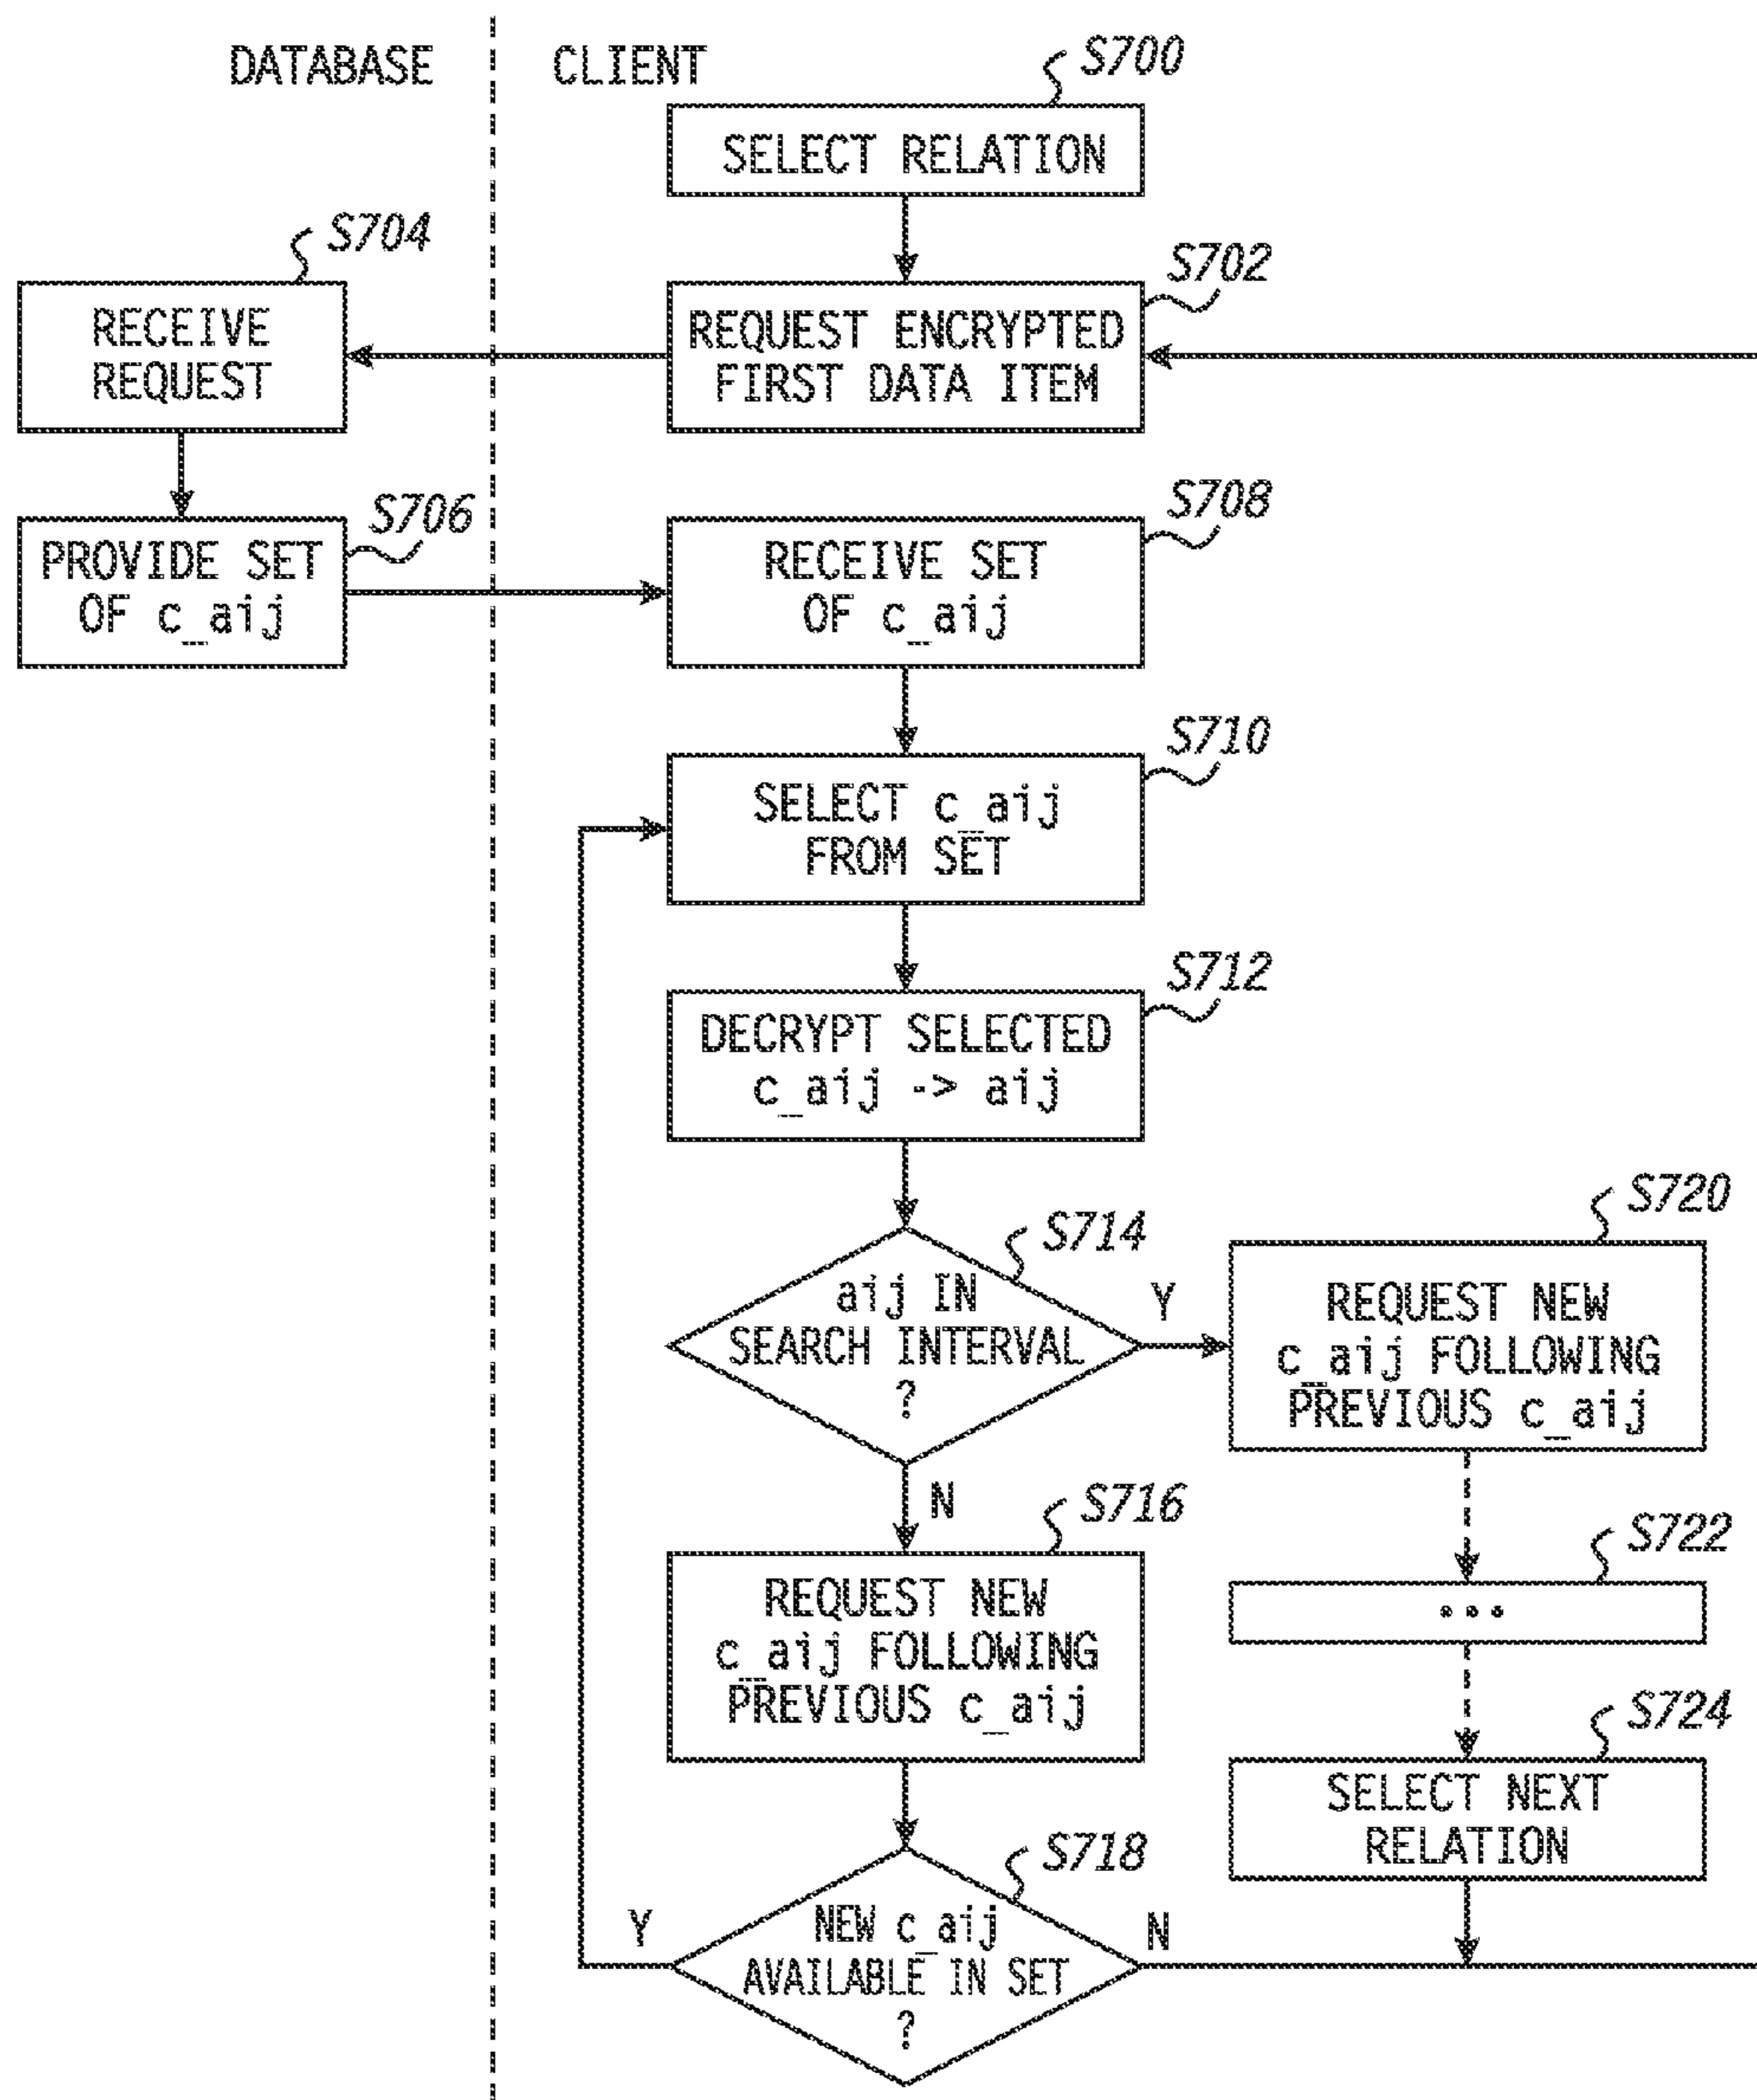 DATABASE
CLIENT
S700
SELECT RELATION
S704
S702
RECEIVE
REQUEST
REQUEST ENCRYPTED
FIRST DATA ITEM
S706
S708
PROVIDE SET
OF c_aij
RECEIVE SET
OF c_aij
S710
SELECT c_aij
FROM SET
S712
DECRYPT SELECTED
c_aij -> aij
S714
aij IN
SEARCH INTERVAL
?
Y
S720
REQUEST NEW
c_aij FOLLOWING
PREVIOUS c_aij
N
S716
REQUEST NEW
c_aij FOLLOWING
PREVIOUS c_aij
S722
•••
S724
SELECT NEXT
RELATION
S718
NEW c_aij
AVAILABLE IN SET
?
Y
N